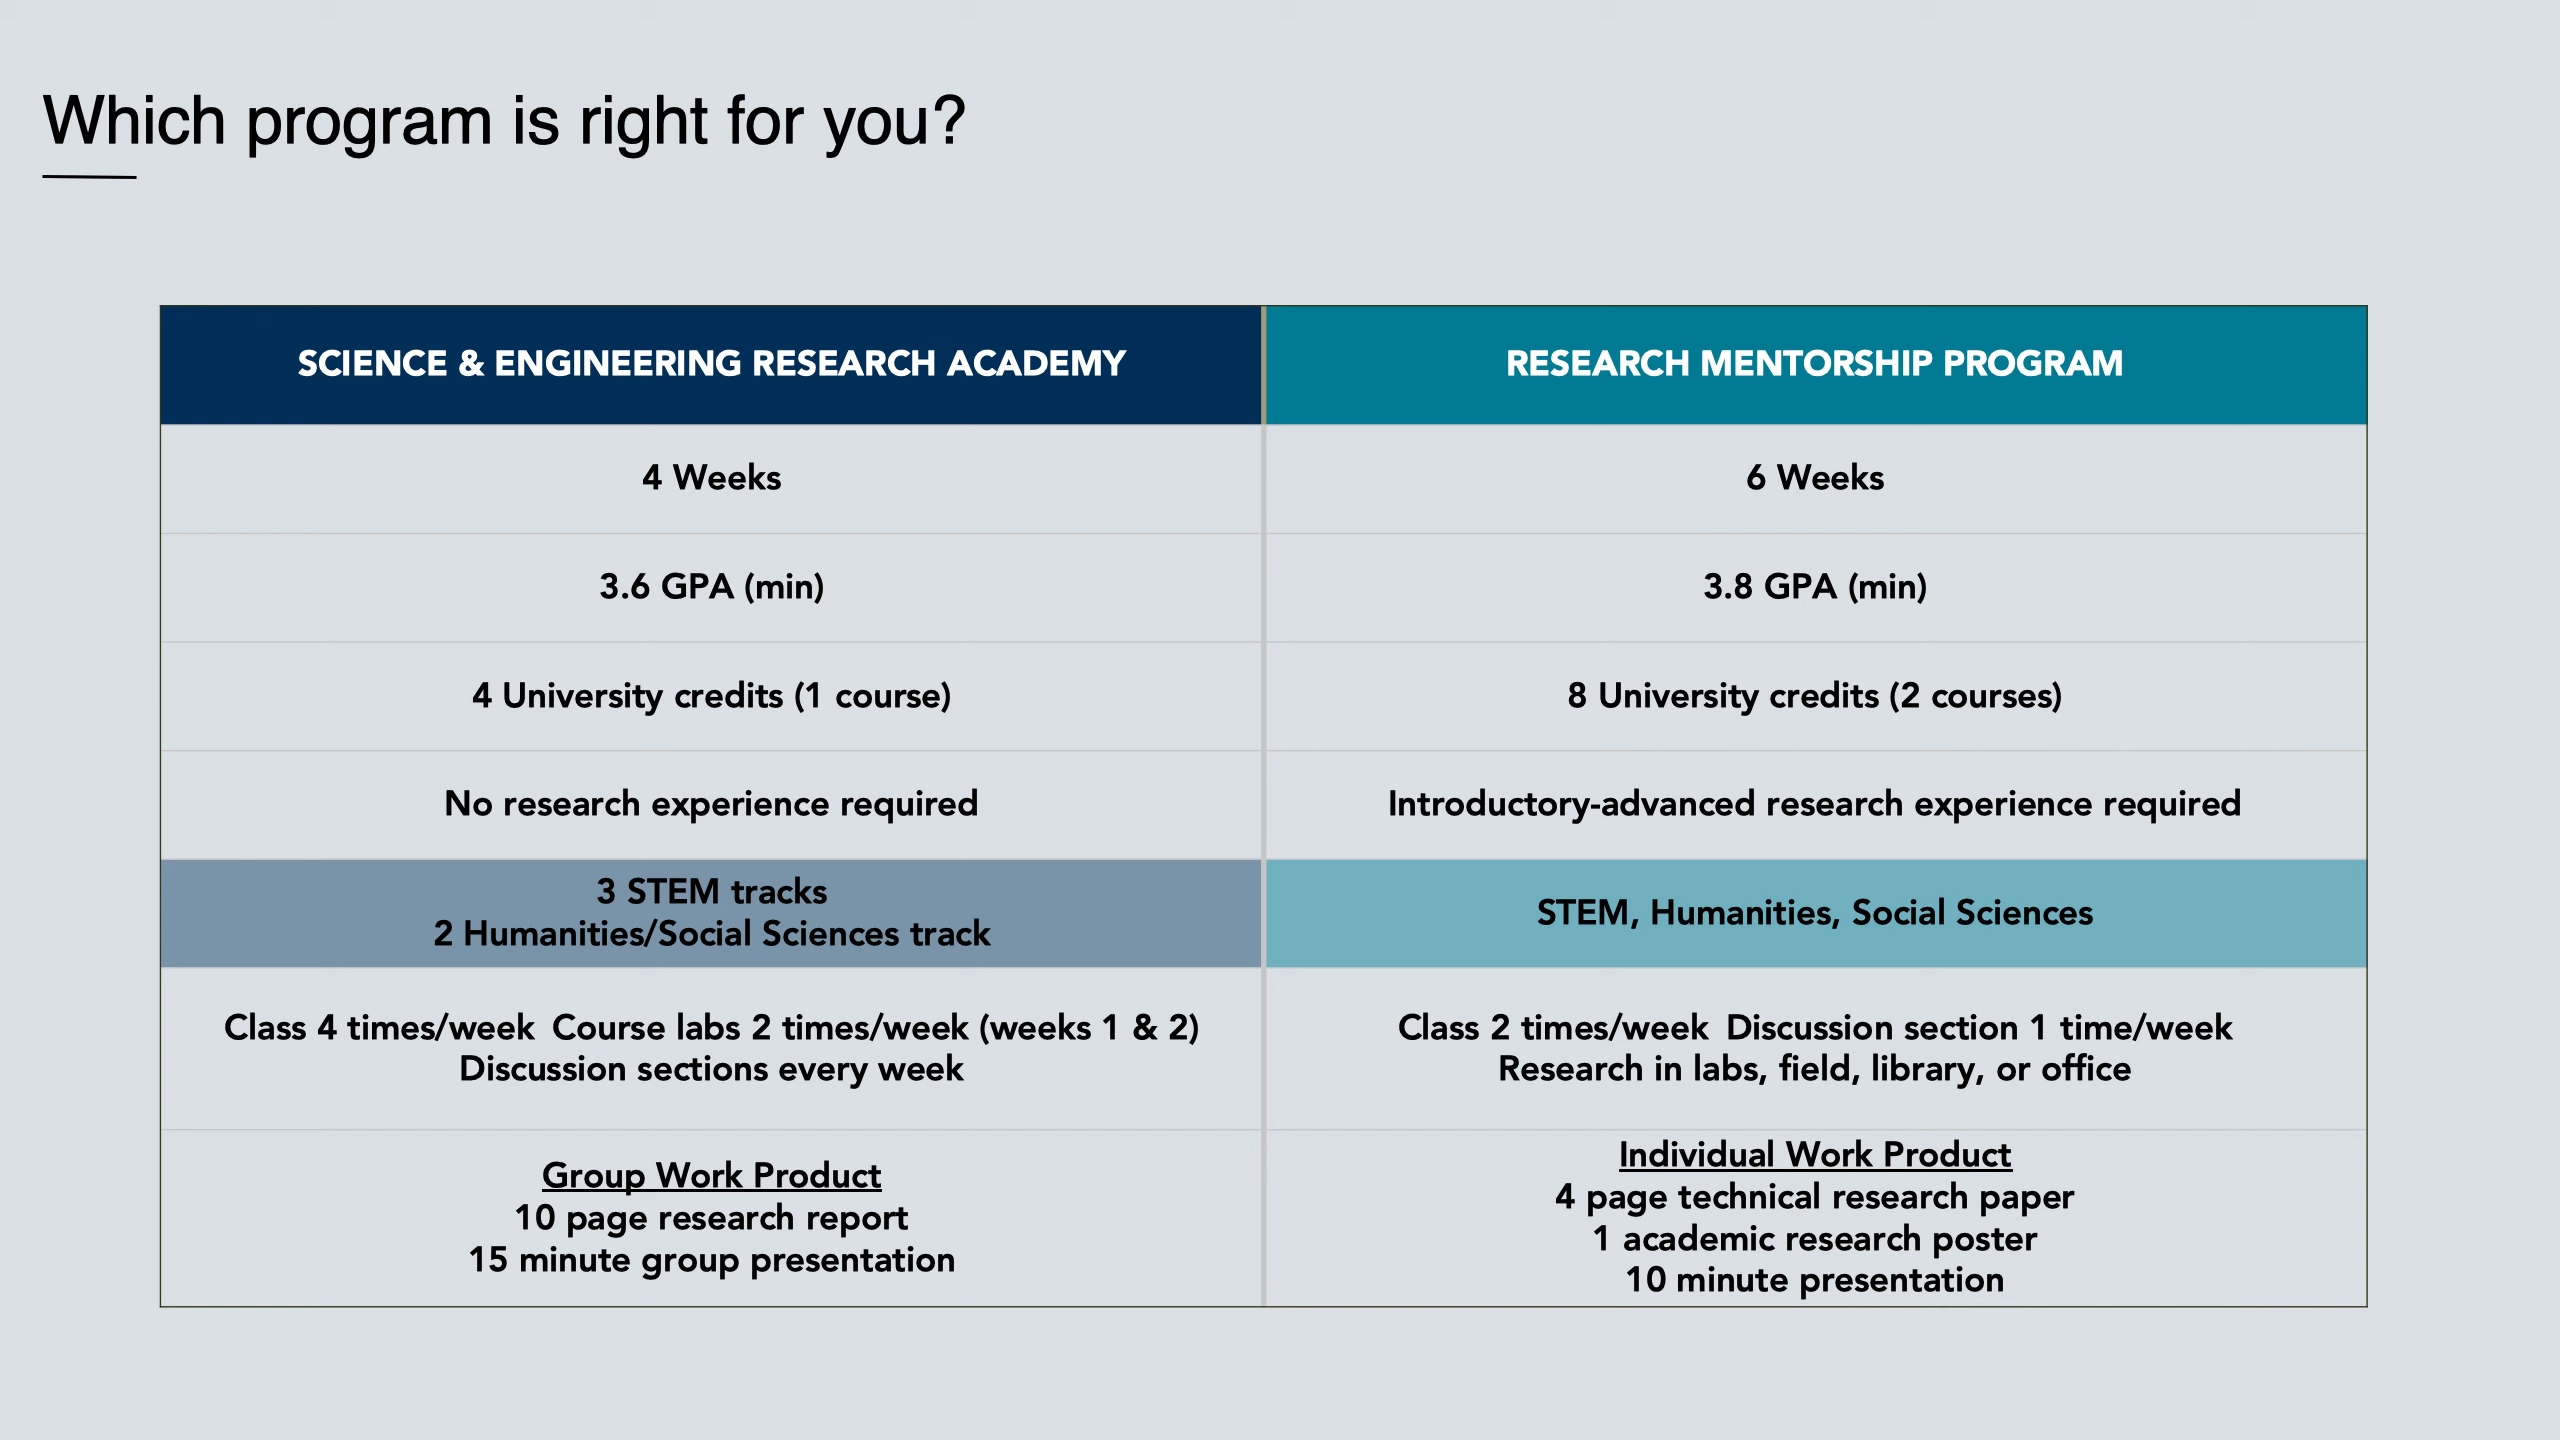 Which program is right for you?
SCIENCE & ENGINEERING RESEARCH ACADEMY
RESEARCH MENTORSHIP PROGRAM
4 Weeks
6 Weeks
3.6 GPA (min)
3.8 GPA (min)
4 University credits (1 course)
8 University credits (2 courses)
No research experience required
Introductory-advanced research experience required
3 STEM tracks
2 Humanities/Social Sciences track
STEM, Humanities, Social Sciences
Class 4 times/week Course labs 2 times/week (weeks 1 & 2)
Discussion sections every week
Class 2 times/week Discussion section 1 time/week
Research in labs, field, library, or office
Group Work Product
10 page research report
15 minute group presentation
Individual Work Product
4 page technical research paper
1 academic research poster
10 minute presentation